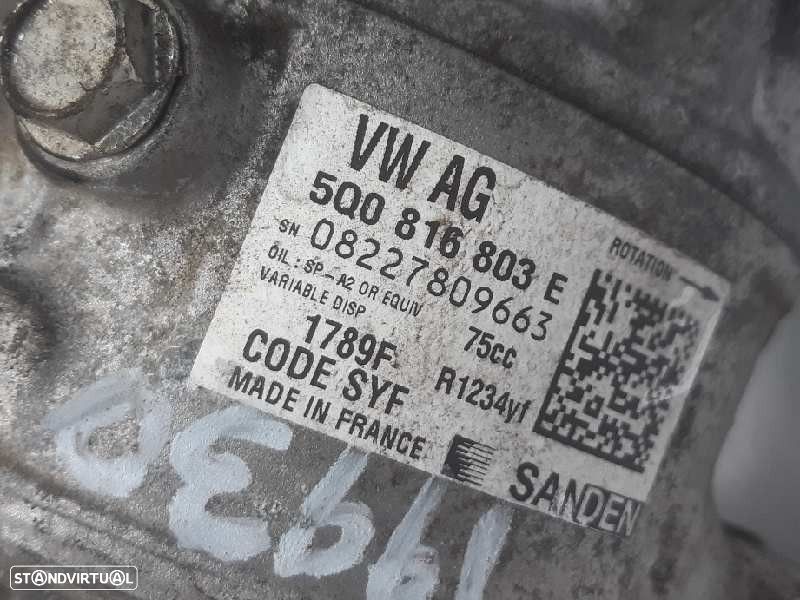 VW AG
5Q0 816 803 E
SN 08227809663
OIL : SP-A2 OR EQUIV 75cc
VARIABLE DISP
1789F R1234yf
CODE SYF
MADE IN FRANCE
SANDEN
ROTATION
STANDVIRTUAL